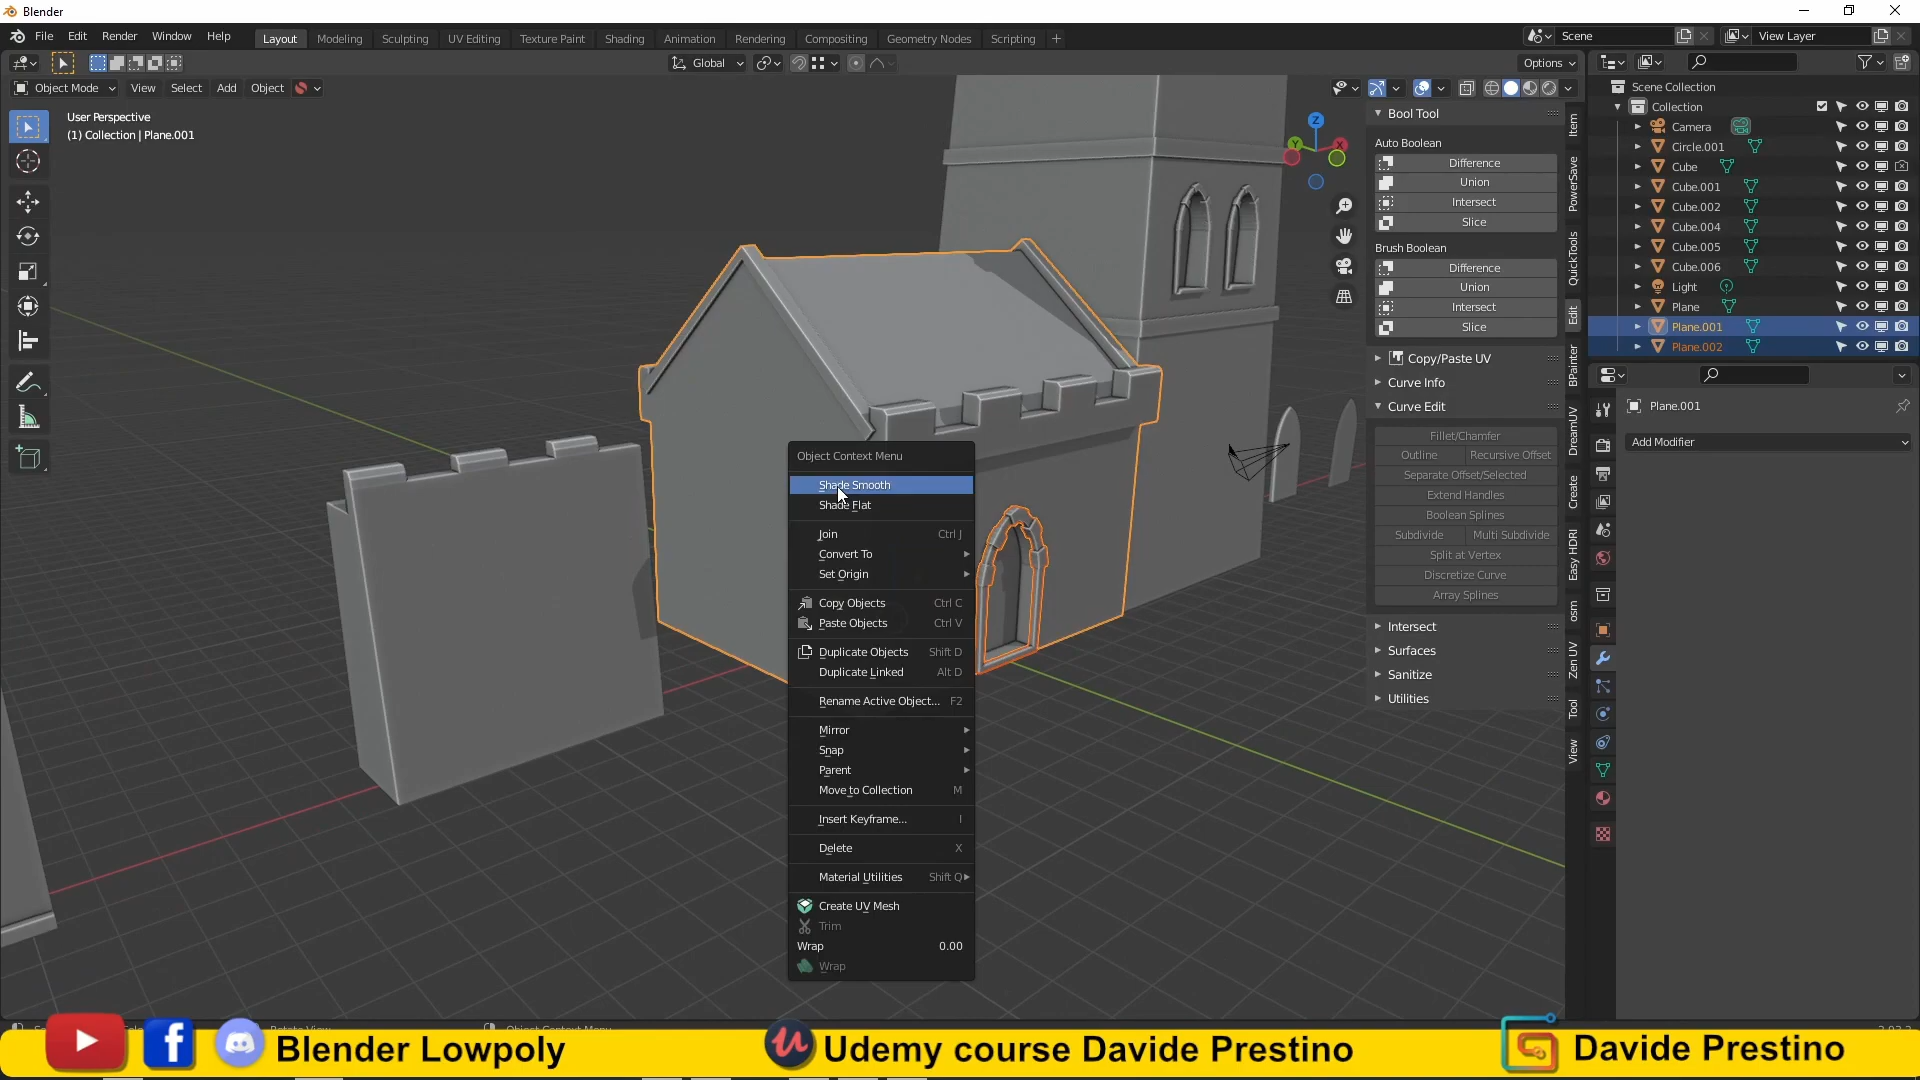 Blender
File Edit Render Window Help
Layout Modeling Sculpting UV Editing Texture Paint Shading Animation Rendering Compositing Geometry Nodes Scripting +
Scene
View Layer
Global
Options
Object Mode View Select Add Object
User Perspective
(1) Collection | Plane.001
Z
Y
X
Bool Tool
Auto Boolean
Difference
Union
Intersect
Slice
Brush Boolean
Difference
Union
Intersect
Slice
Copy/Paste UV
Curve Info
Curve Edit
Fillet/Chamfer
Outline Recursive Offset
Separate Offset/Selected
Extend Handles
Boolean Splines
Subdivide Multi Subdivide
Split at Vertex
Discretize Curve
Array Splines
Intersect
Surfaces
Sanitize
Utilities
Item
PowerSave
QuickTools
Edit
BPainter
DreamUV
Create
Easy HDRI
osm
Zen UV
Tool
View
Scene Collection
Collection
Camera
Circle.001
Cube
Cube.001
Cube.002
Cube.004
Cube.005
Cube.006
Light
Plane
Plane.001
Plane.002
Plane.001
Add Modifier
Object Context Menu
Shade Smooth
Shade Flat
Join Ctrl J
Convert To
Set Origin
Copy Objects Ctrl C
Paste Objects Ctrl V
Duplicate Objects Shift D
Duplicate Linked Alt D
Rename Active Object... F2
Mirror
Snap
Parent
Move to Collection M
Insert Keyframe... I
Delete X
Material Utilities Shift Q
Create UV Mesh
Trim
Wrap 0.00
Wrap
Blender Lowpoly
Udemy course Davide Prestino
Davide Prestino